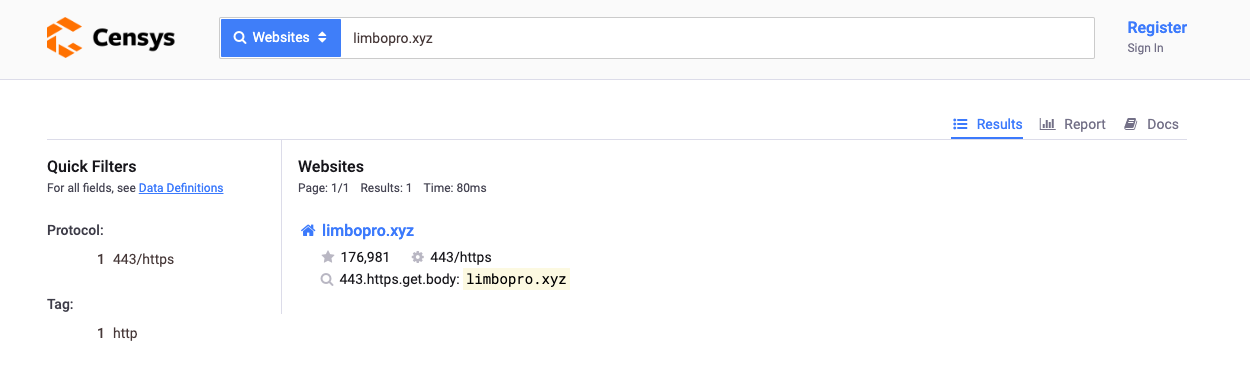 Censys
Websites limbopro.xyz
Register
Sign In
Results Report Docs
Quick Filters
For all fields, see Data Definitions
Protocol:
1 443/https
Tag:
1 http
Websites
Page: 1/1 Results: 1 Time: 80ms
limbopro.xyz
176,981 443/https
443.https.get.body: limbopro.xyz